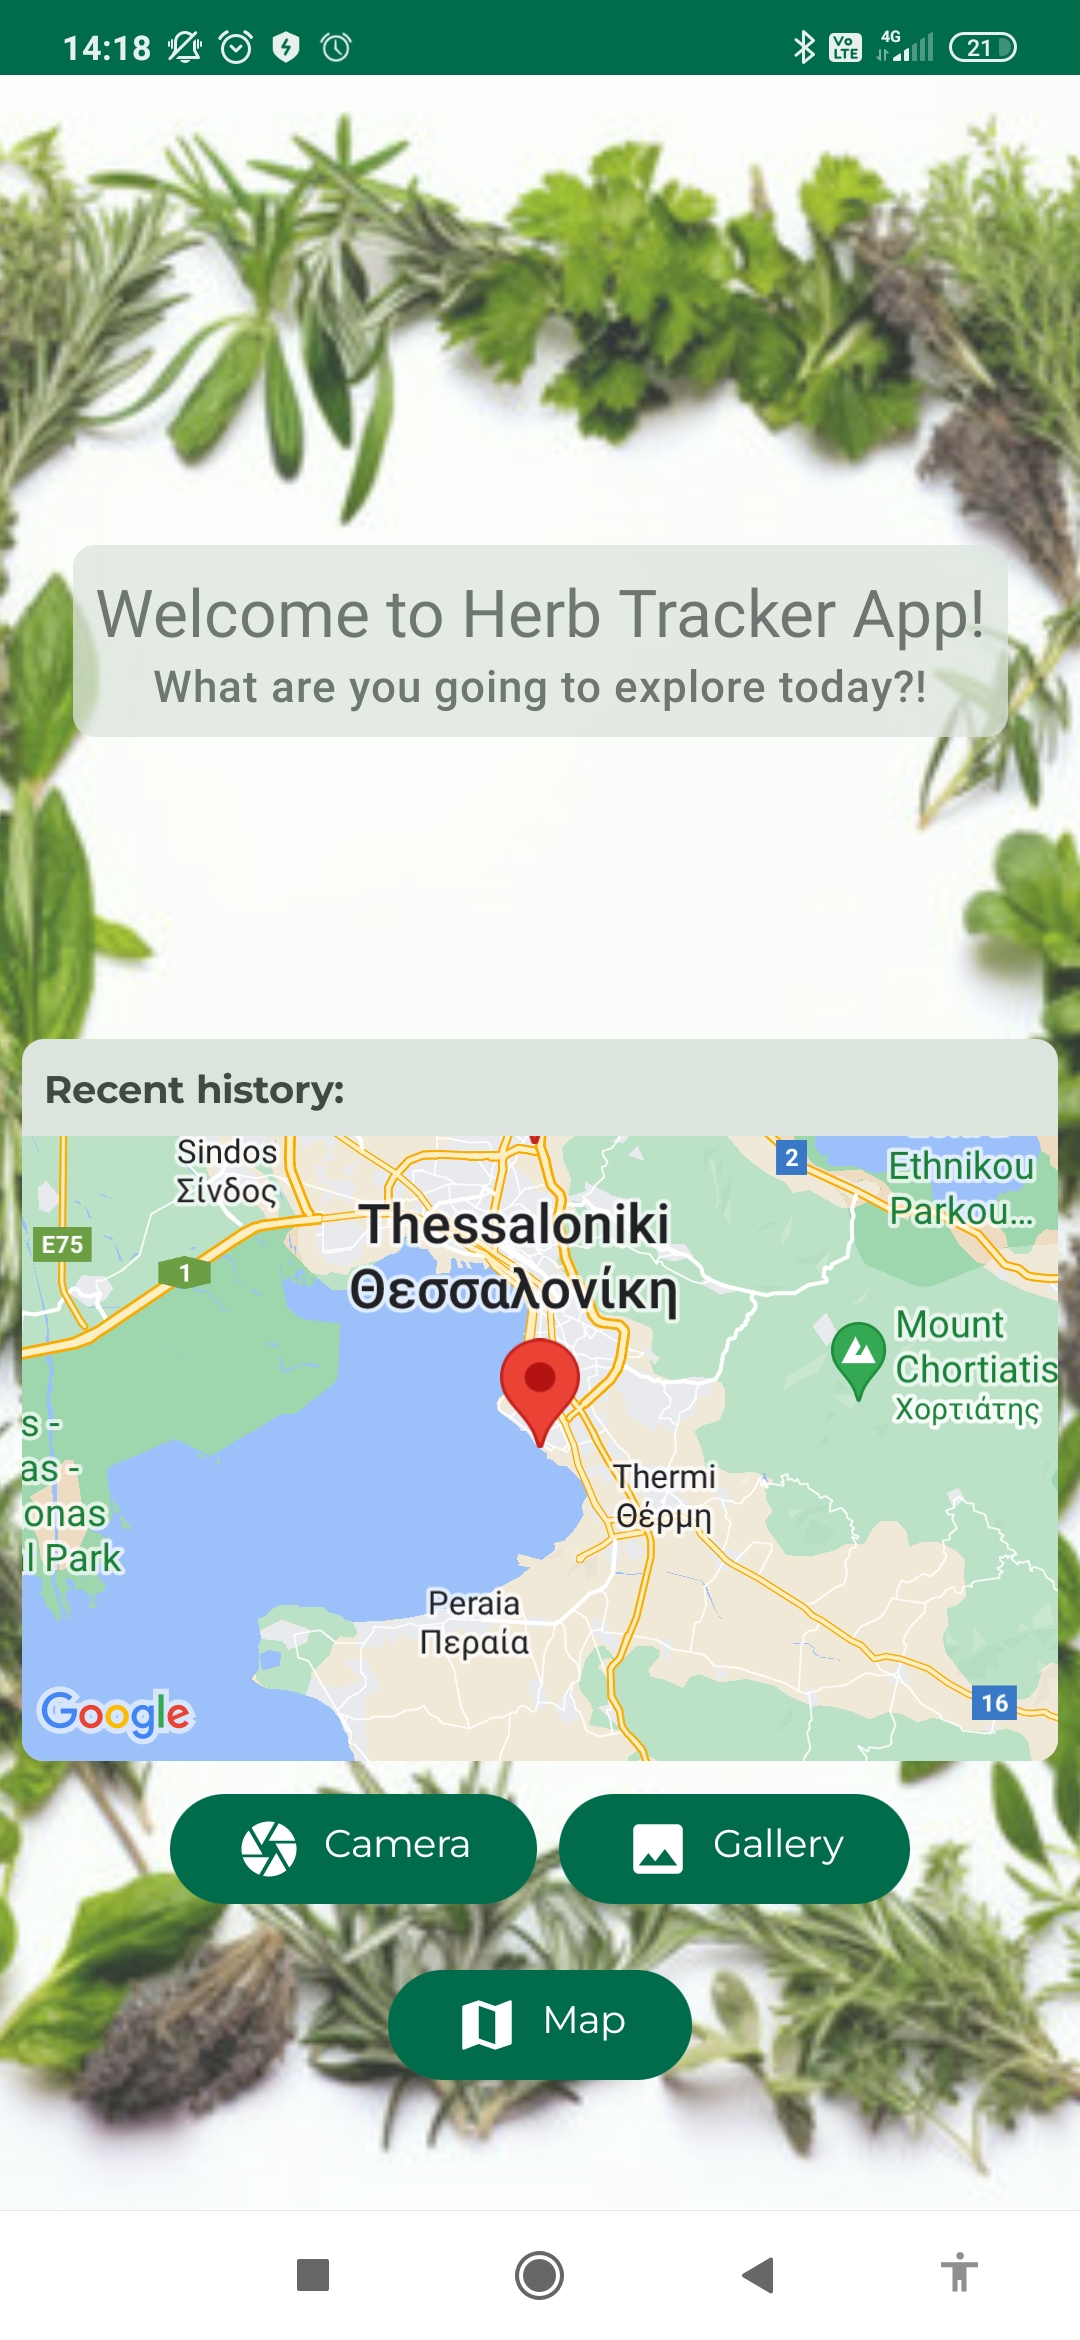 14:18
Vo LTE 4G 21
Welcome to Herb Tracker App!
What are you going to explore today?!
Recent history:
Sindos
Σίνδος
2
Ethnikou
Parkou...
E75
1
Thessaloniki
Θεσσαλονίκη
Mount
Chortiatis
Χορτιάτης
s -
as -
onas
l Park
Thermi
Θέρμη
Peraia
Περαία
16
Google
Camera
Gallery
Map